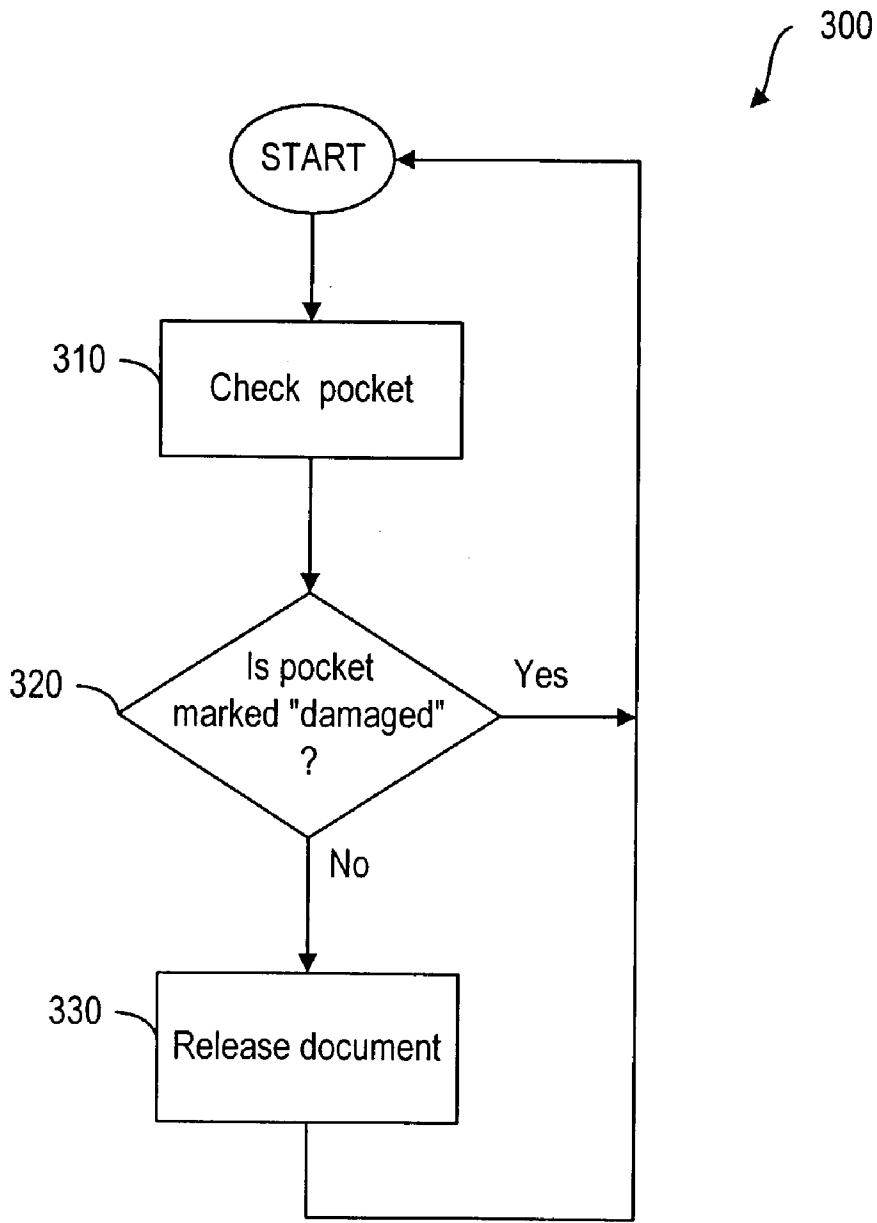 300
START
310
Check pocket
320
Is pocket
marked "damaged"
?
Yes
No
330
Release document